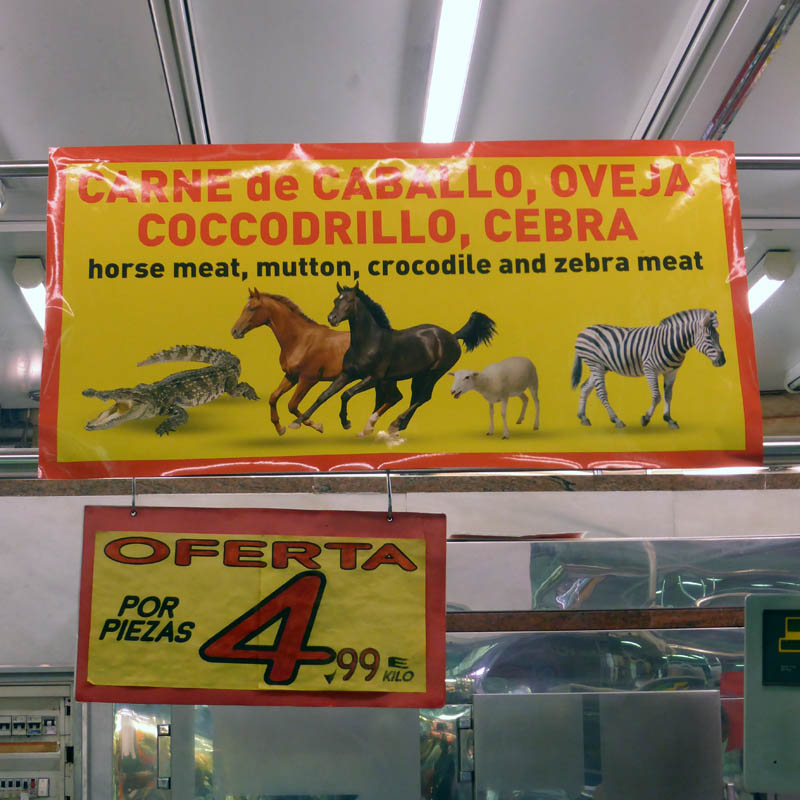 CARNE de CABALLO, OVEJA
COCCODRILLO, CEBRA
horse meat, mutton, crocodile and zebra meat
OFERTA
POR
PIEZAS
4,99 E
KILO